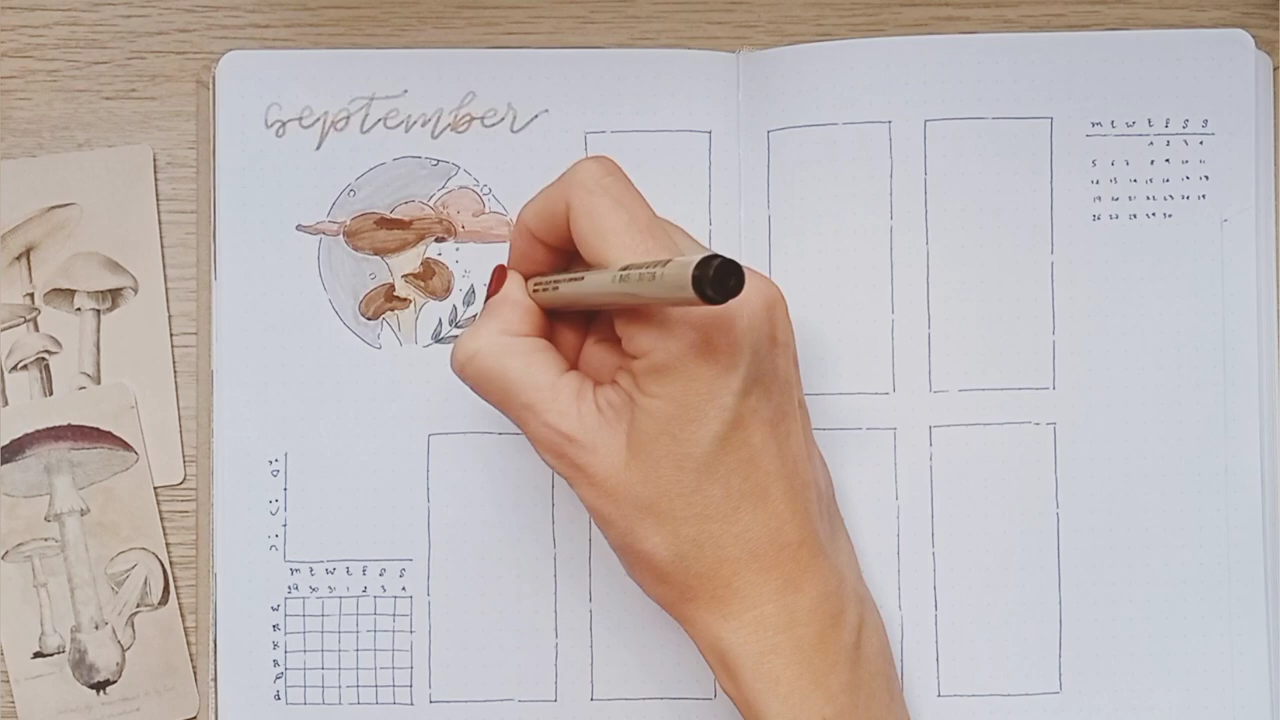 september
m t w t f s s
1 2 3 4
5 6 7 8 9 10 11
12 13 14 15 16 17 18
19 20 21 22 23 24 25
26 27 28 29 30
m t w t f s s
29 30 31 1 2 3 4
w
R
K
R
P
d